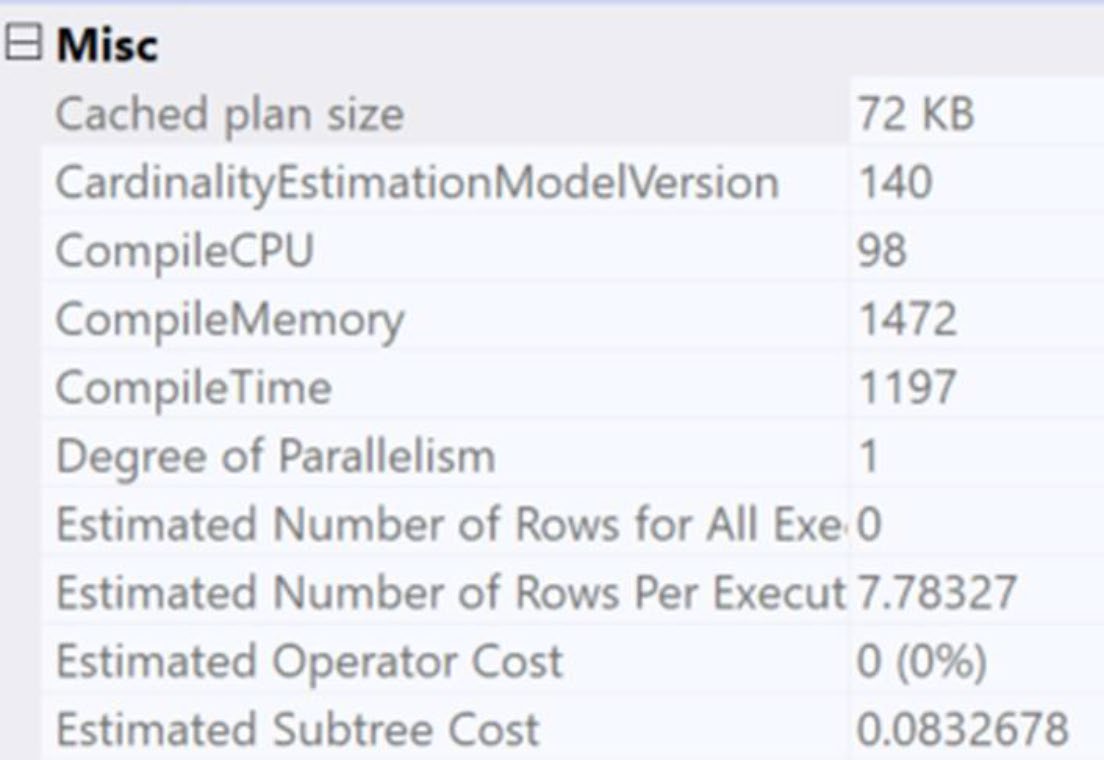 Misc
Cached plan size 72 KB
CardinalityEstimationModelVersion 140
CompileCPU 98
CompileMemory 1472
CompileTime 1197
Degree of Parallelism 1
Estimated Number of Rows for All Exe 0
Estimated Number of Rows Per Execut 7.78327
Estimated Operator Cost 0 (0%)
Estimated Subtree Cost 0.0832678